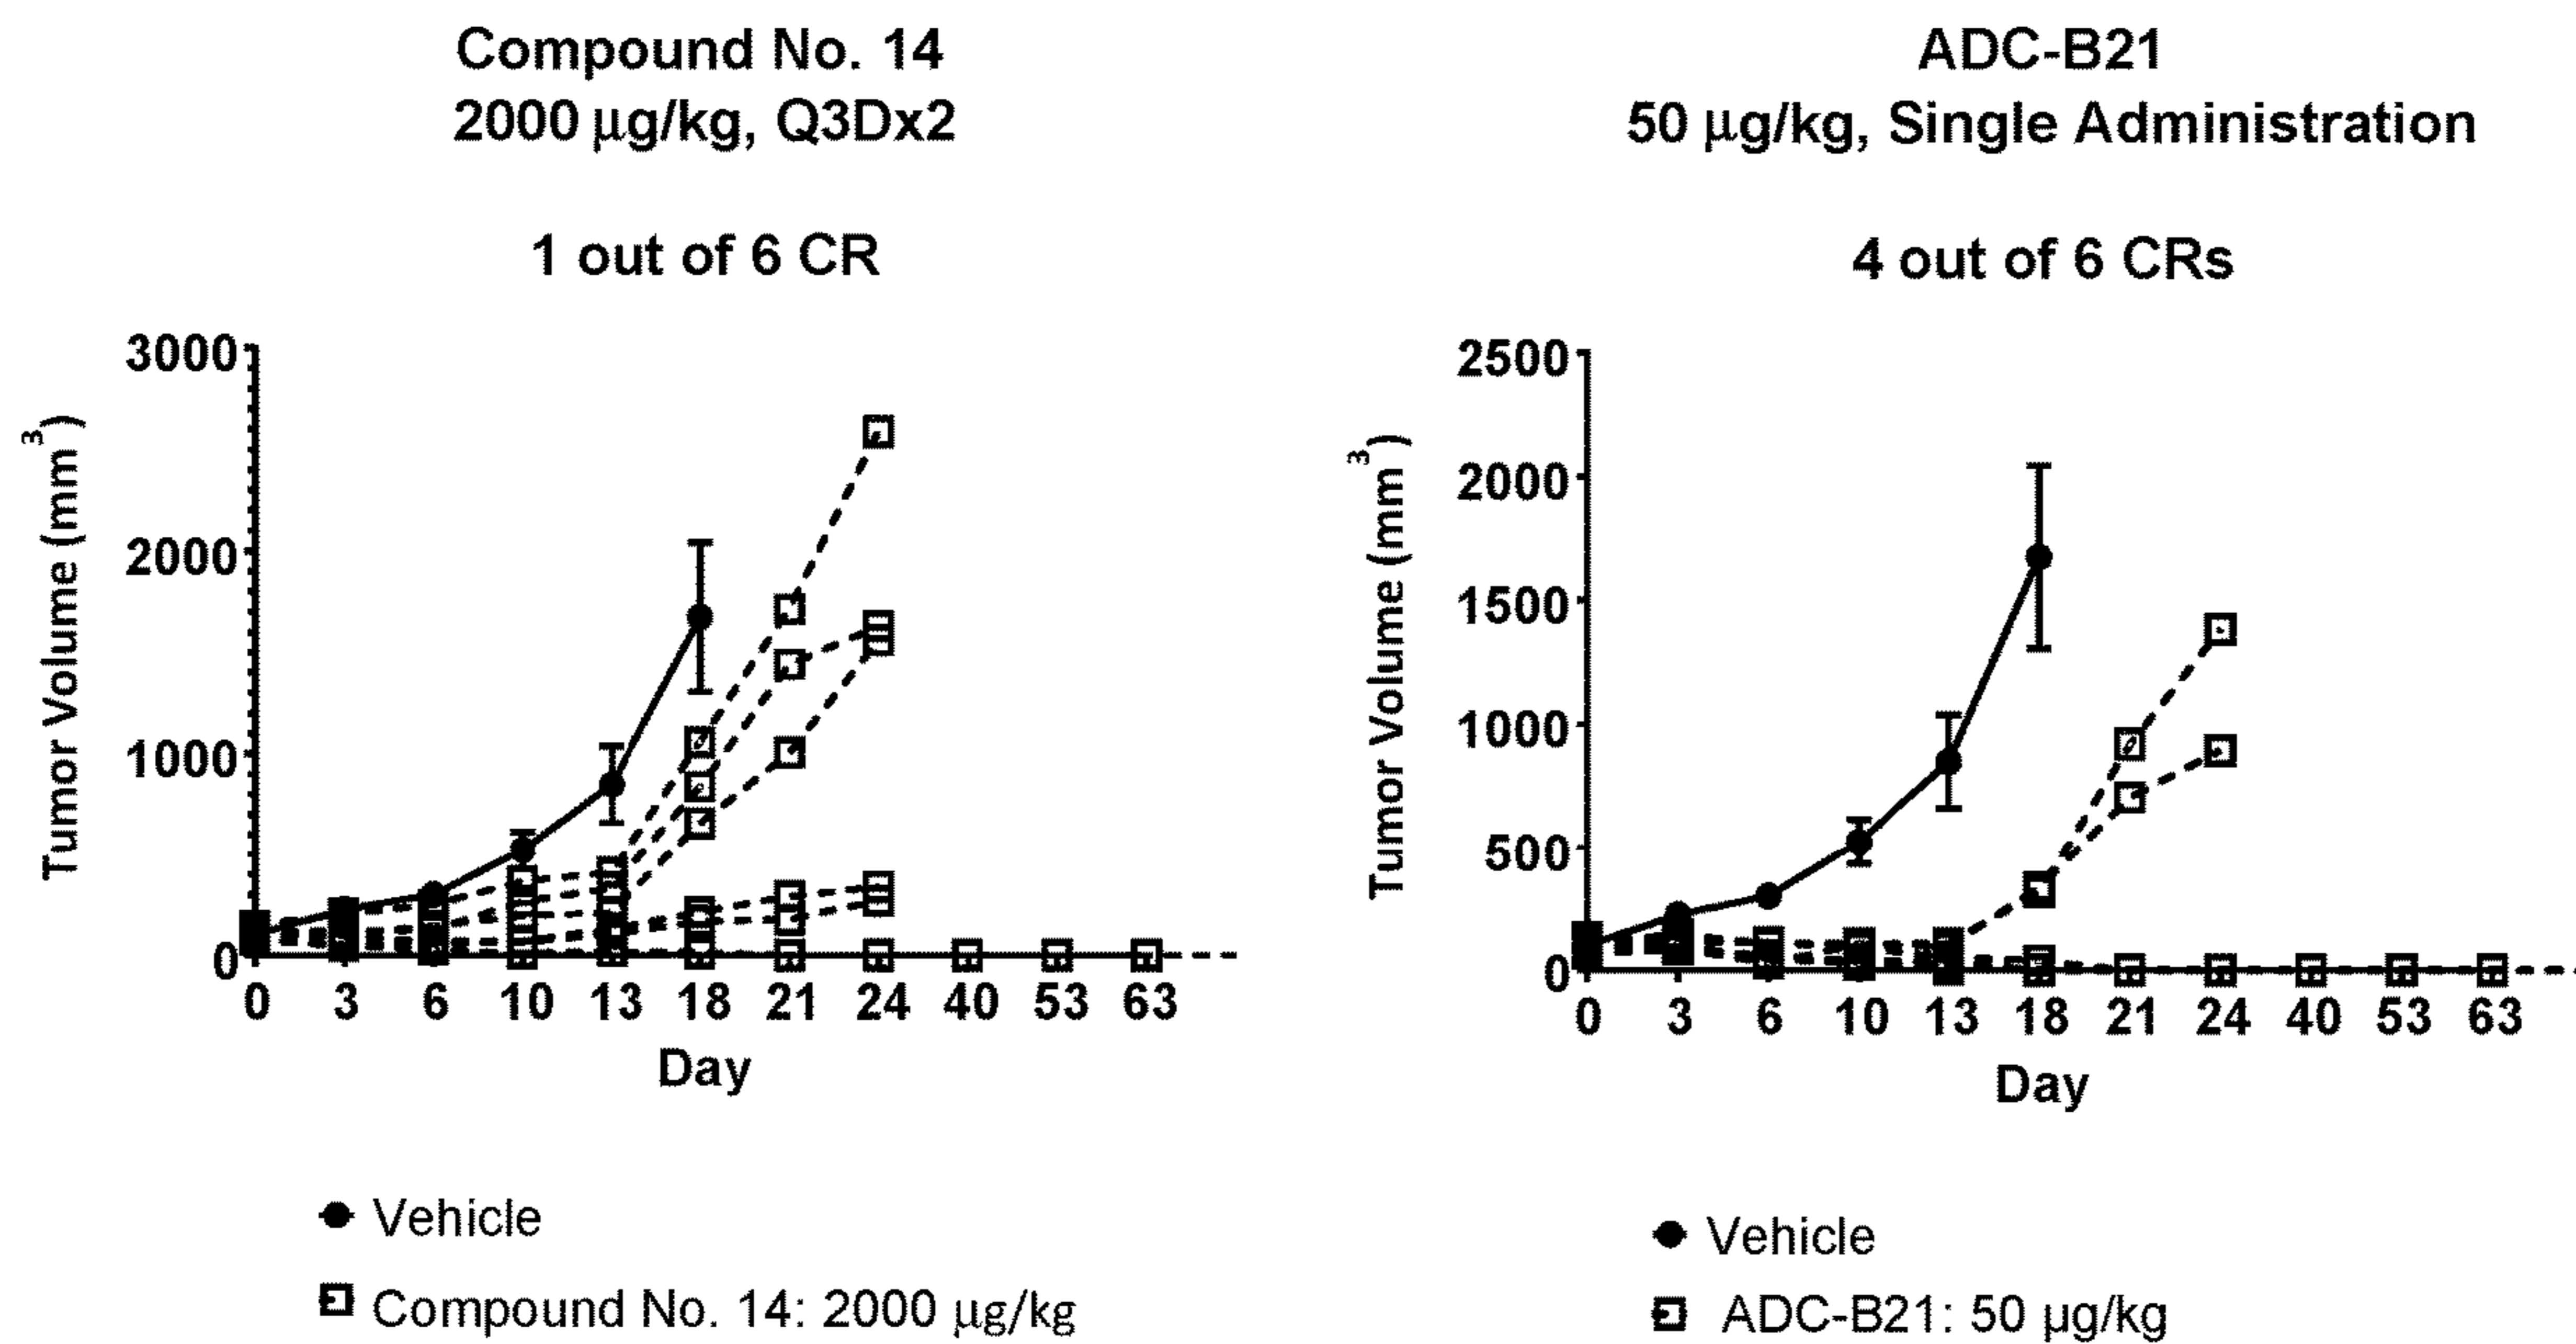 Compound No. 14
2000 µg/kg, Q3Dx2
1 out of 6 CR
Tumor Volume (mm³)
3000
2000
1000
0
0 3 6 10 13 18 21 24 40 53 63
Day
Vehicle
Compound No. 14: 2000 µg/kg
ADC-B21
50 µg/kg, Single Administration
4 out of 6 CRs
Tumor Volume (mm³)
2500
2000
1500
1000
500
0
0 3 6 10 13 18 21 24 40 53 63
Day
Vehicle
ADC-B21: 50 µg/kg